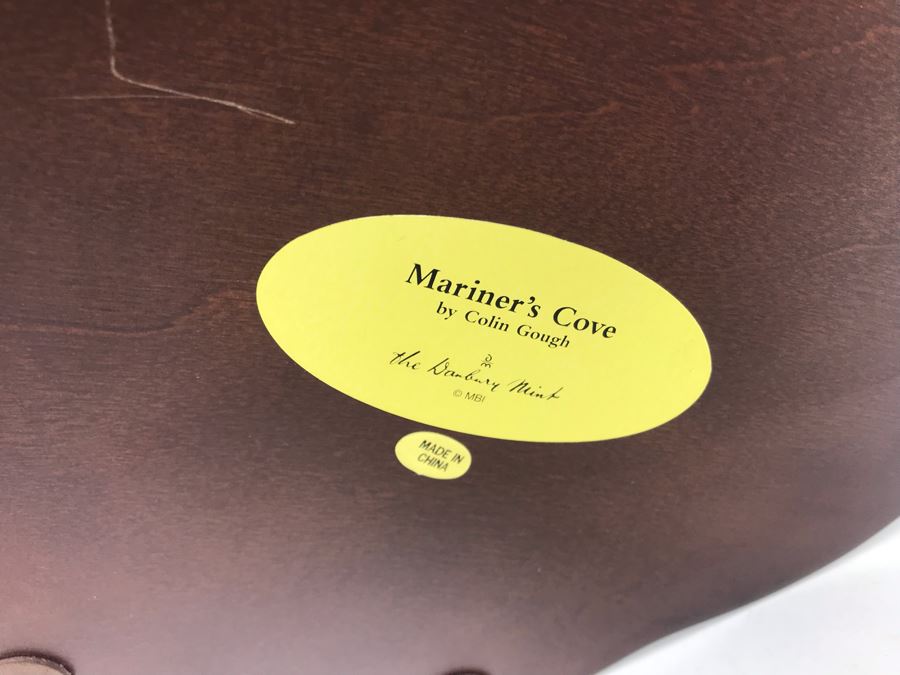 Mariner's Cove
by Colin Gough
the Danbury Mint
© MBI
MADE IN
CHINA